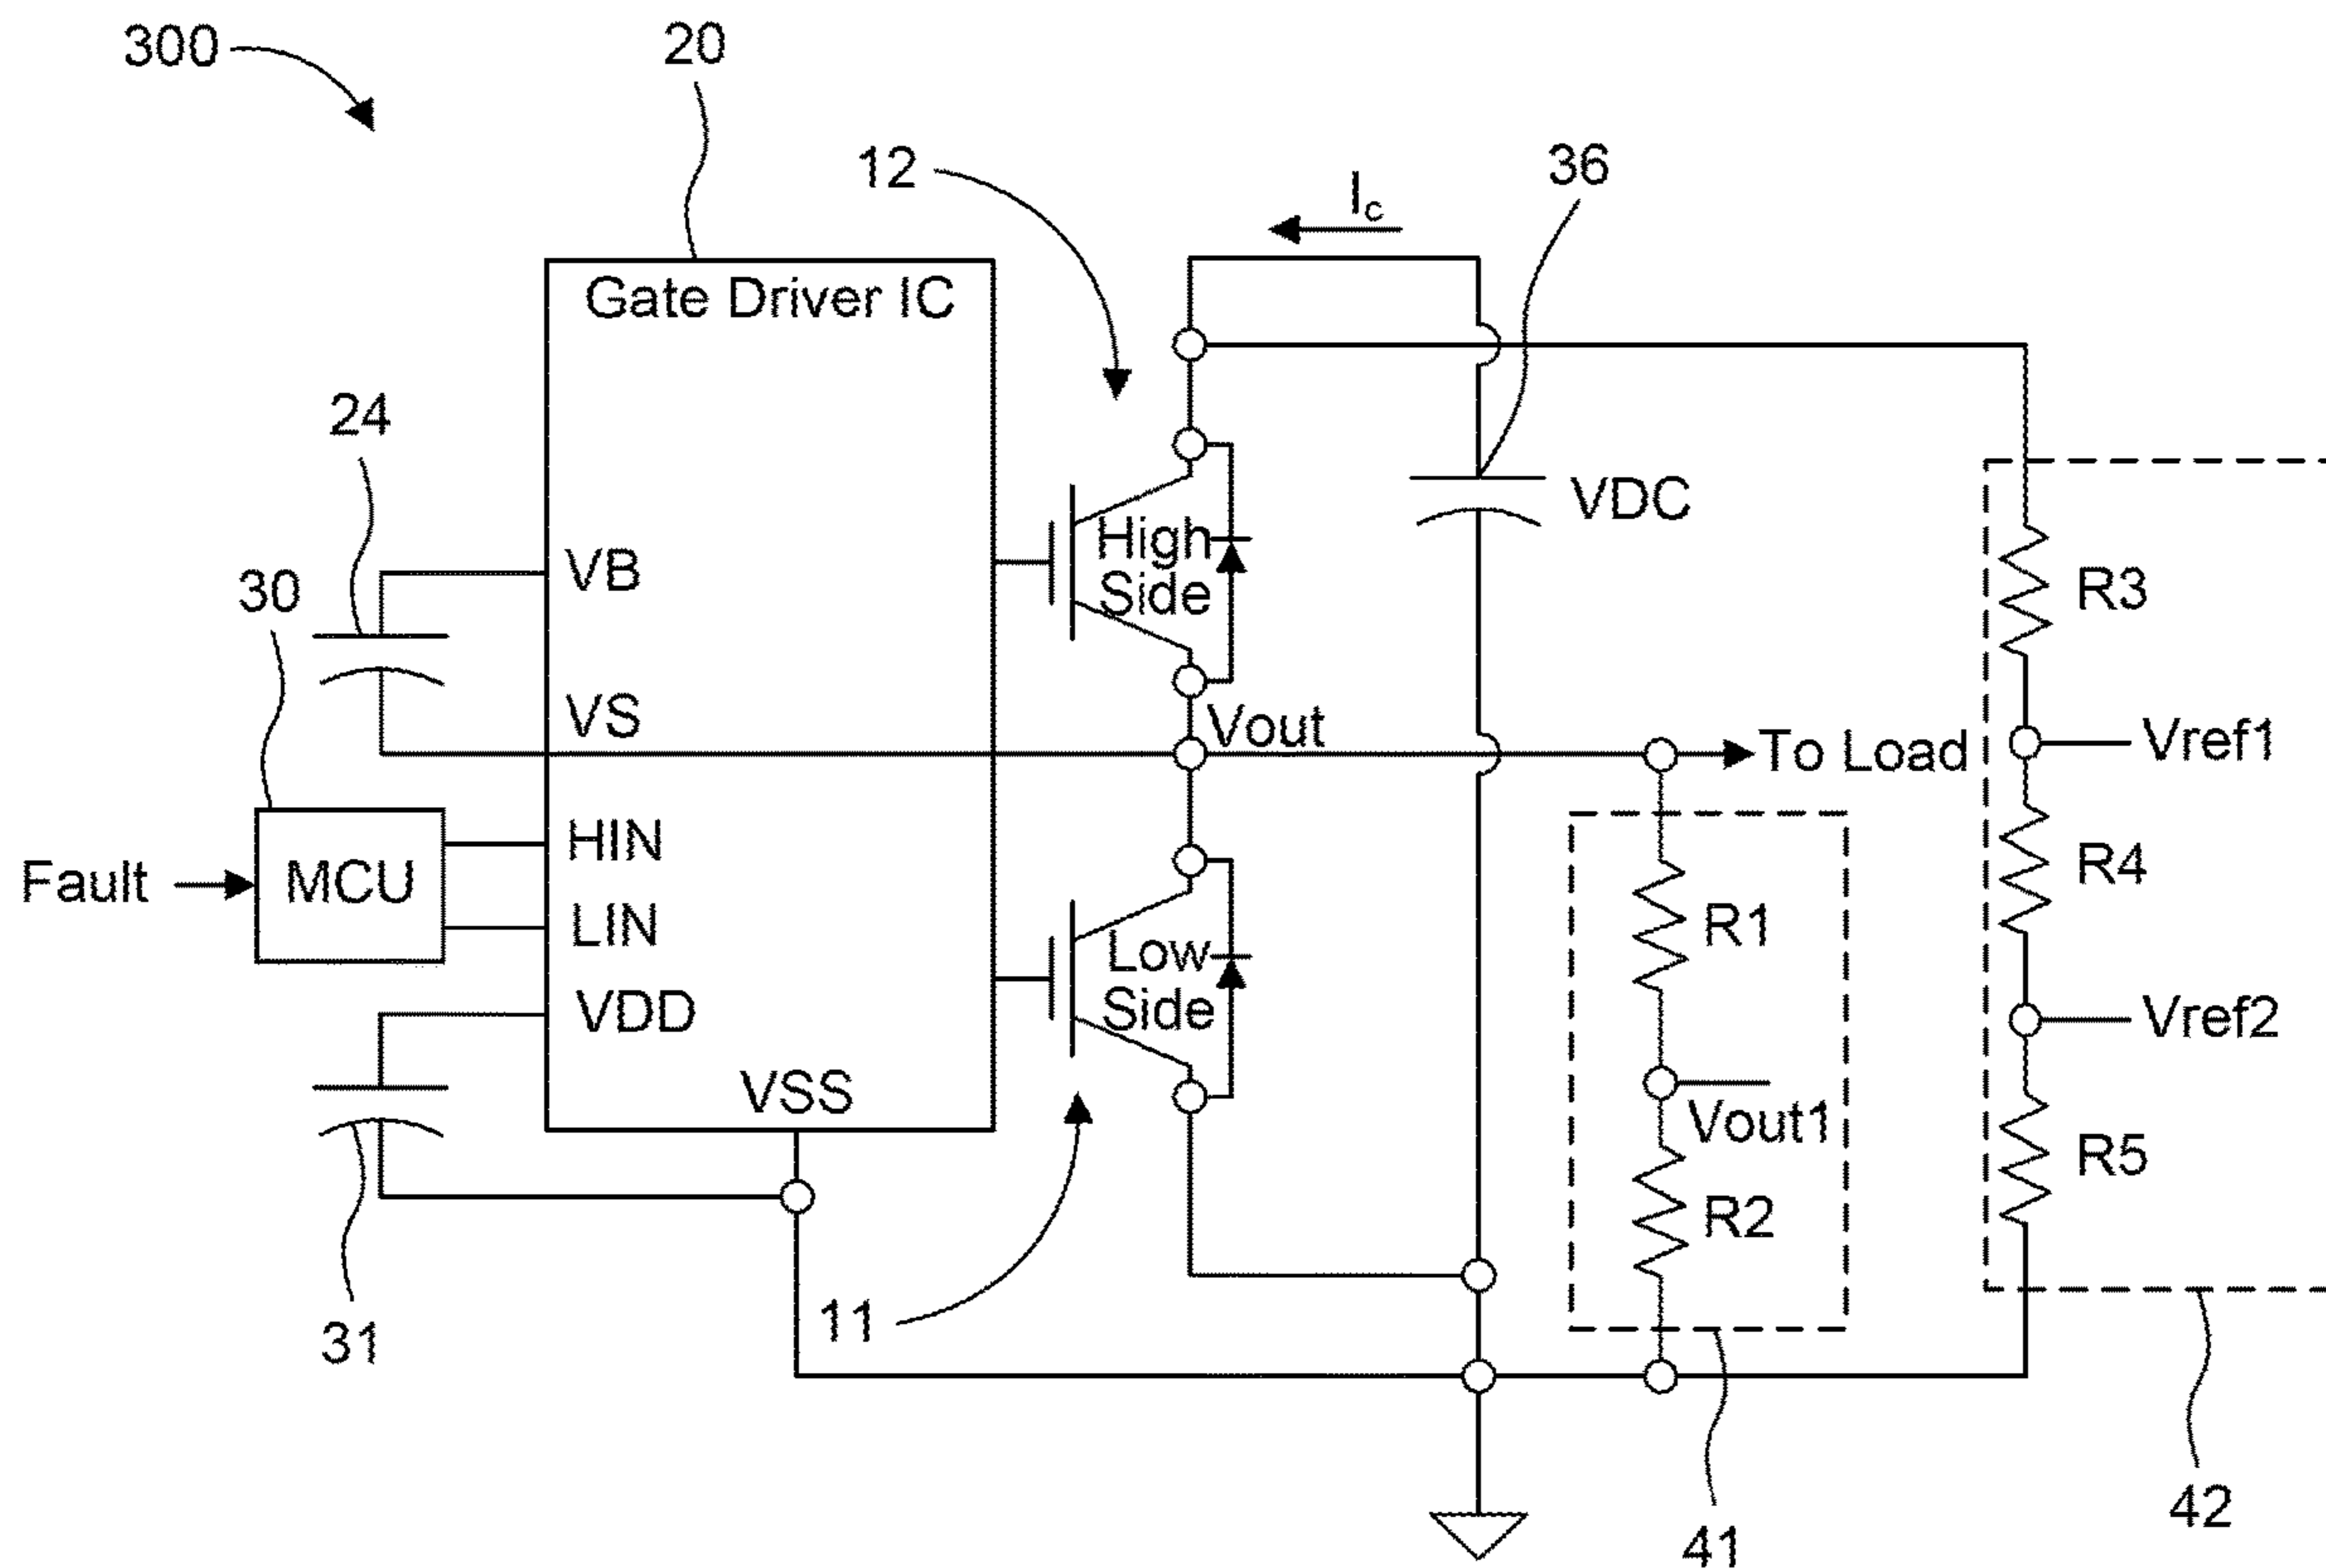 300
20
12
36
Ic
Gate Driver IC
24
VB
High
Side
VDC
30
R3
VS
Vout
To Load
Vref1
HIN
Fault
MCU
LIN
R4
Low
Side
R1
VDD
Vref2
VSS
Vout1
R5
R2
11
31
42
41